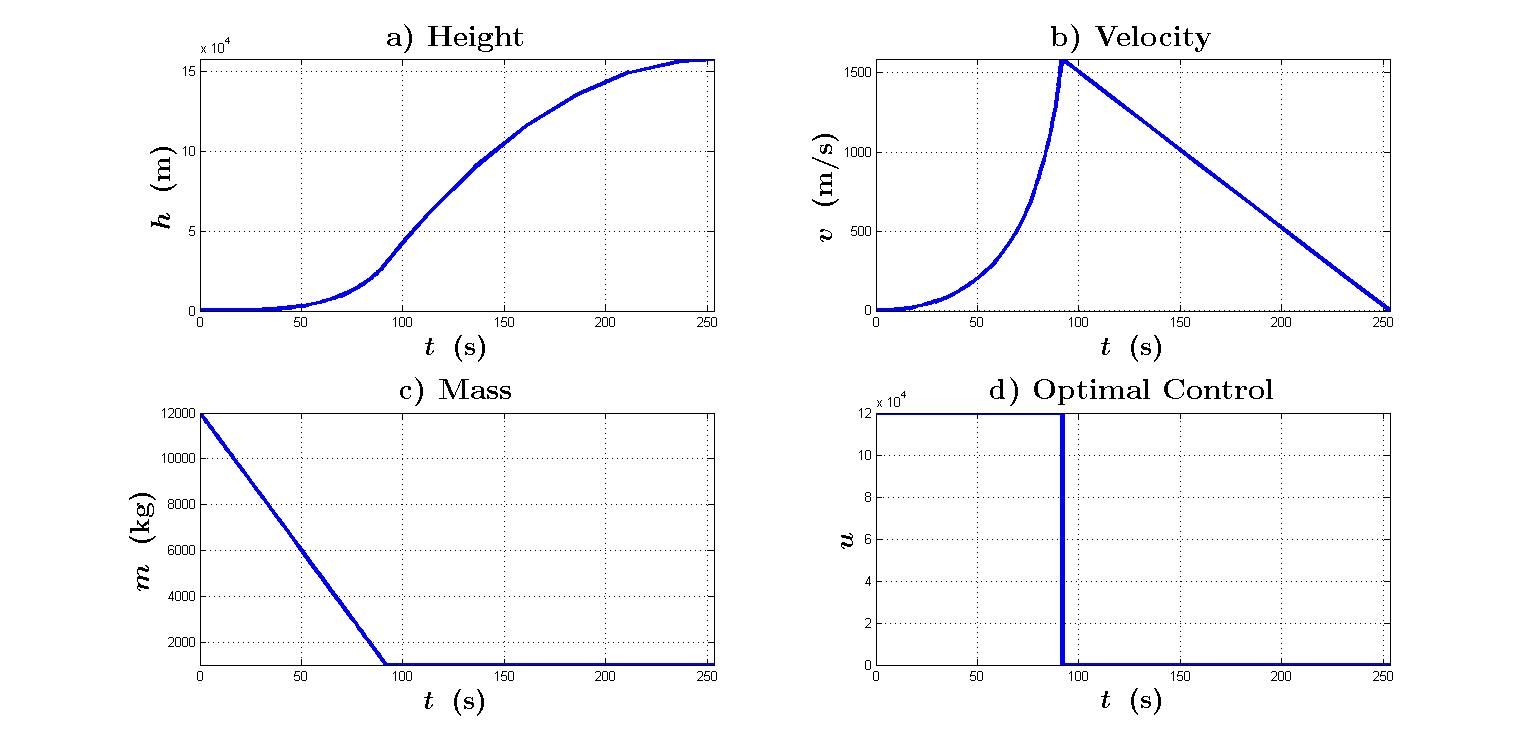 a) Height
x 10^4
15
10
5
0
0 50 100 150 200 250
h (m)
t (s)
b) Velocity
1500
1000
500
0
0 50 100 150 200 250
v (m/s)
t (s)
c) Mass
12000
10000
8000
6000
4000
2000
0 50 100 150 200 250
m (kg)
t (s)
d) Optimal Control
x 10^4
12
10
8
6
4
2
0
0 50 100 150 200 250
u
t (s)